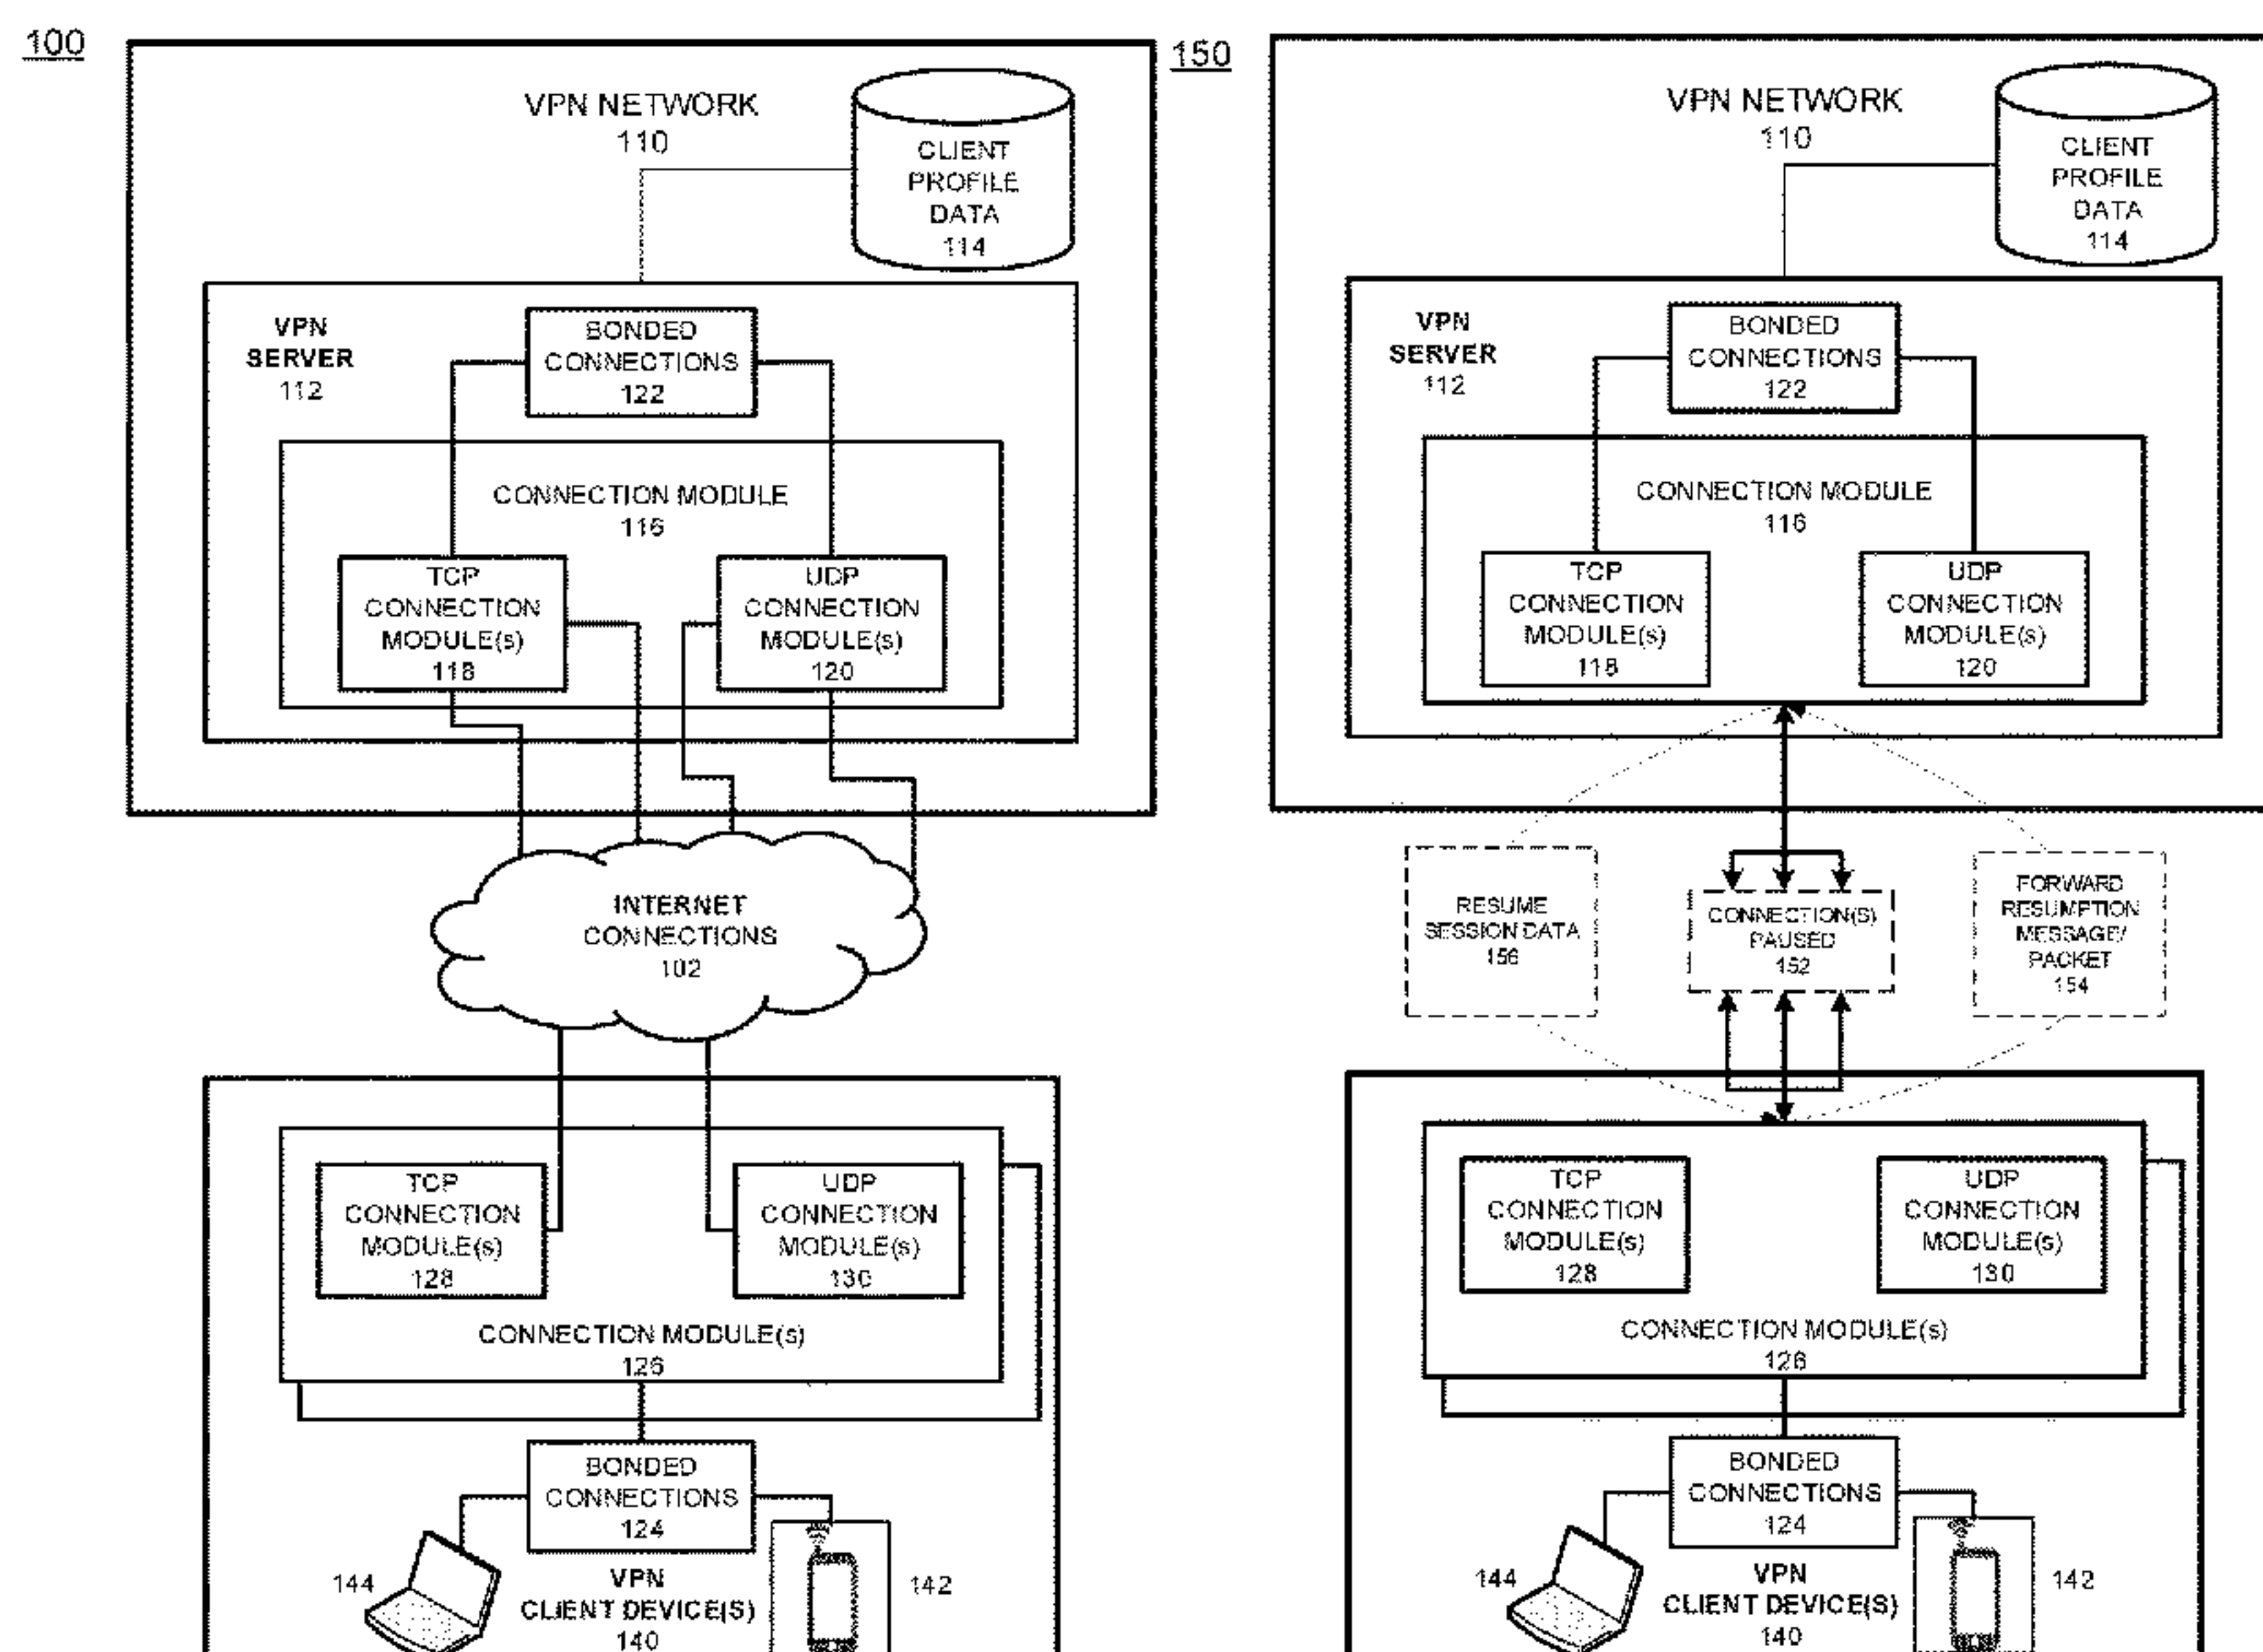 100
VPN NETWORK
110
CLIENT
PROFILE
DATA
114
VPN
SERVER
112
BONDED
CONNECTIONS
122
CONNECTION MODULE
116
TCP
CONNECTION
MODULE(s)
118
UDP
CONNECTION
MODULE(s)
120
INTERNET
CONNECTIONS
102
TCP
CONNECTION
MODULE(s)
128
UDP
CONNECTION
MODULE(s)
130
CONNECTION MODULE(s)
126
BONDED
CONNECTIONS
124
144
VPN
CLIENT DEVICE(S)
140
142
150
VPN NETWORK
110
CLIENT
PROFILE
DATA
114
VPN
SERVER
112
BONDED
CONNECTIONS
122
CONNECTION MODULE
116
TCP
CONNECTION
MODULE(s)
118
UDP
CONNECTION
MODULE(s)
120
RESUME
SESSION DATA
156
CONNECTION(S)
PAUSED
152
FORWARD
RESUMPTION
MESSAGE/
PACKET
154
TCP
CONNECTION
MODULE(s)
128
UDP
CONNECTION
MODULE(s)
130
CONNECTION MODULE(s)
126
BONDED
CONNECTIONS
124
144
VPN
CLIENT DEVICE(S)
140
142